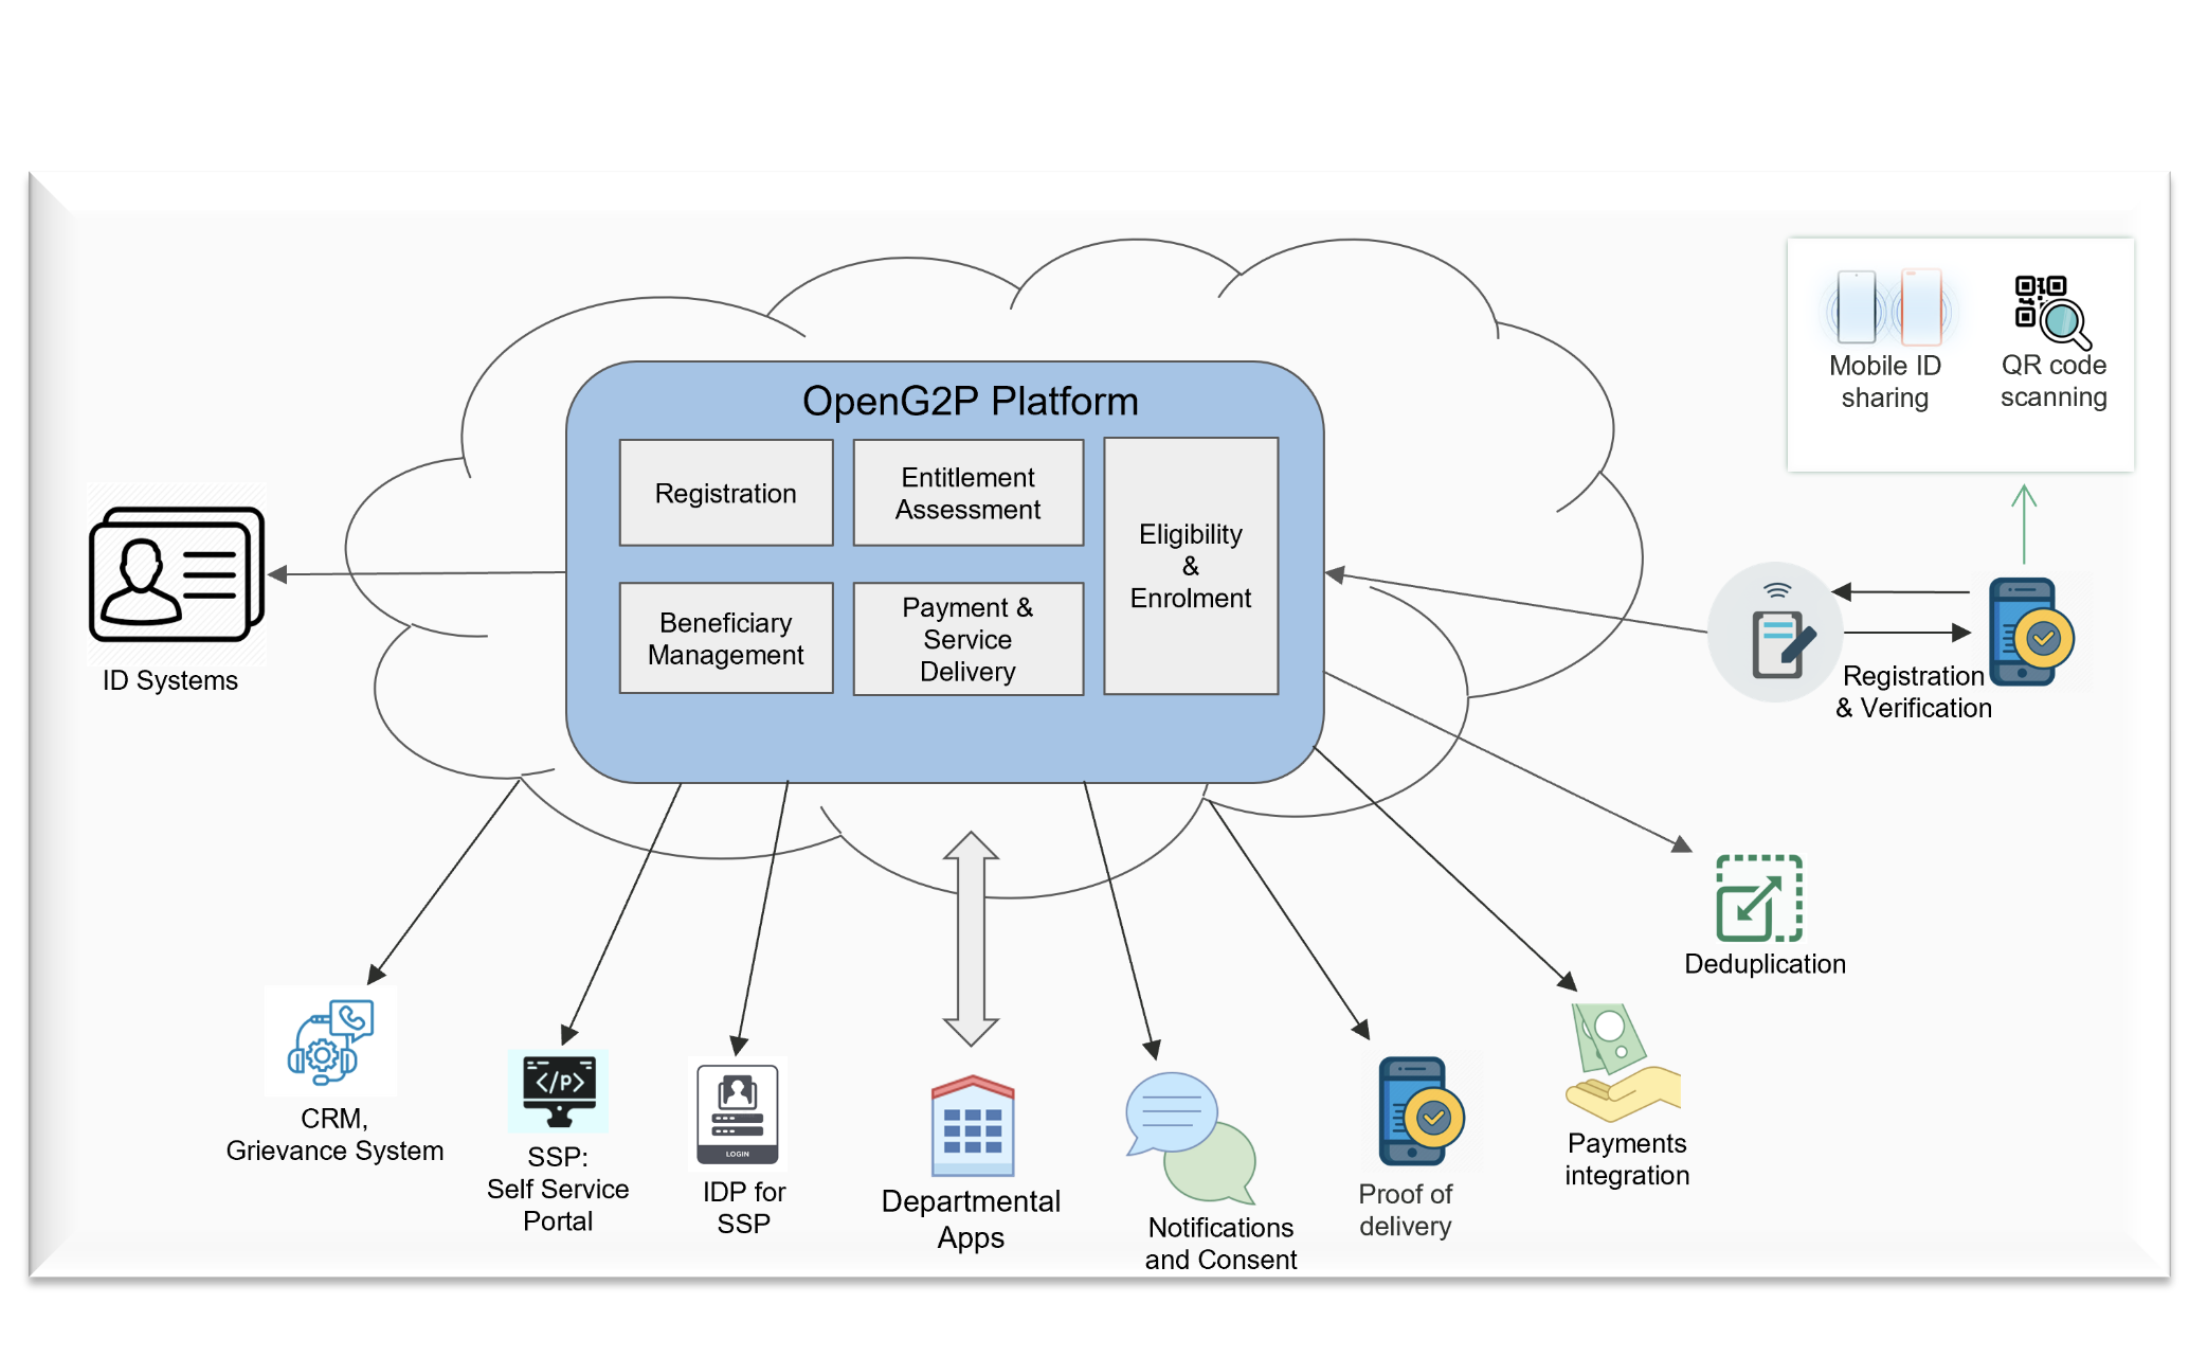 OpenG2P Platform
Registration
Entitlement
Assessment
Eligibility
&
Enrolment
Beneficiary
Management
Payment &
Service
Delivery
Mobile ID
sharing
QR code
scanning
ID Systems
Registration
& Verification
Deduplication
CRM,
Grievance System
</p>
SSP:
Self Service
Portal
LOGIN
IDP for
SSP
Departmental
Apps
Notifications
and Consent
Proof of
delivery
Payments
integration